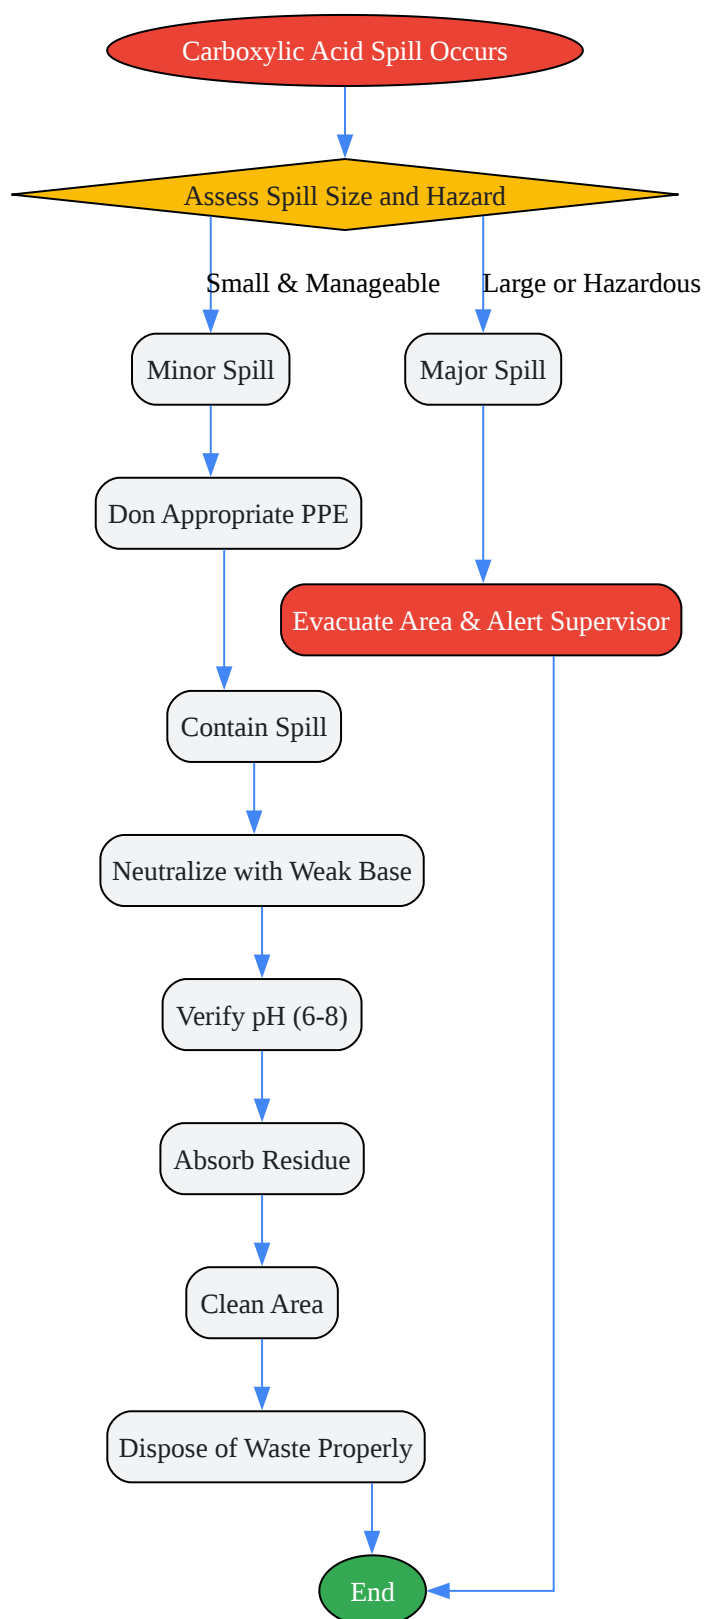 Carboxylic Acid Spill Occurs
Assess Spill Size and Hazard
Small & Manageable
Large or Hazardous
Minor Spill
Major Spill
Don Appropriate PPE
Evacuate Area & Alert Supervisor
Contain Spill
Neutralize with Weak Base
Verify pH (6-8)
Absorb Residue
Clean Area
Dispose of Waste Properly
End